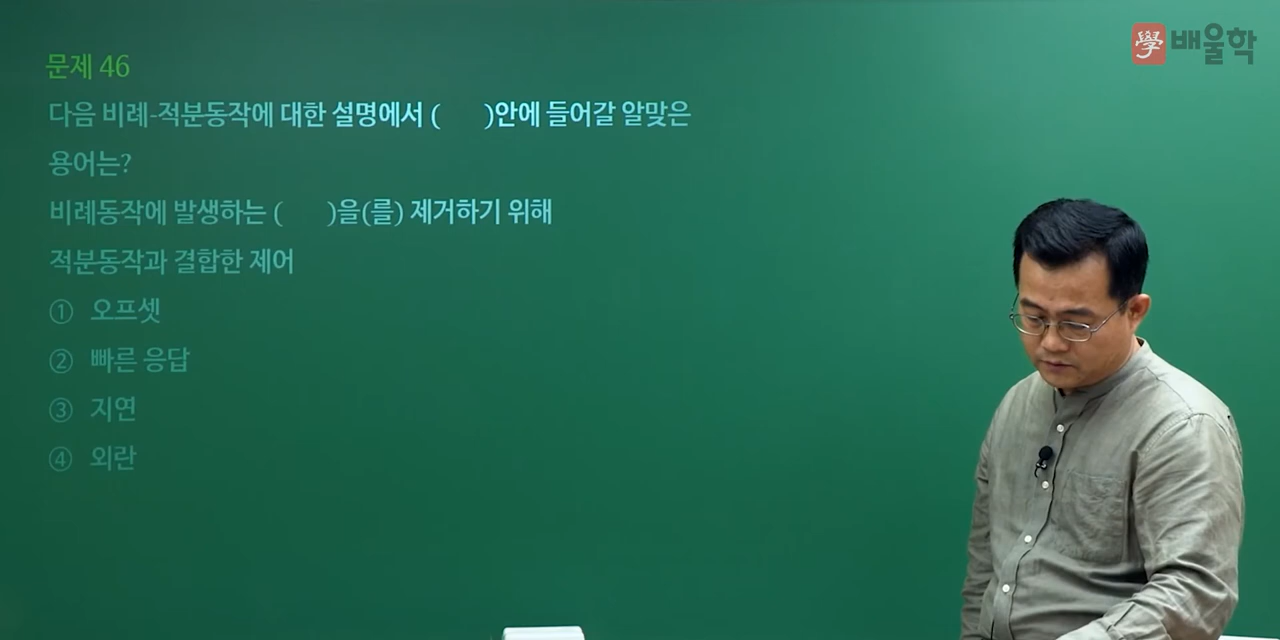 學 배울학
문제 46
다음 비례-적분동작에 대한 설명에서 (      )안에 들어갈 알맞은
용어는?
비례동작에 발생하는 (      )을(를) 제거하기 위해
적분동작과 결합한 제어
① 오프셋
② 빠른 응답
③ 지연
④ 외란